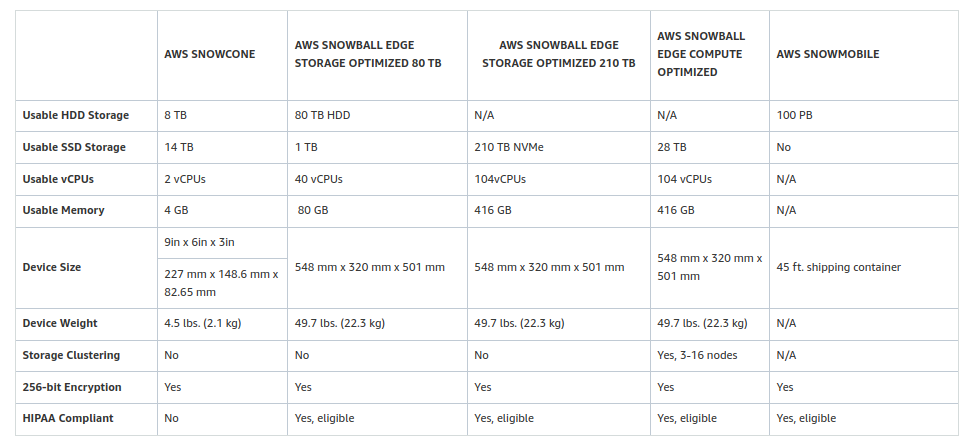 AWS SNOWCONE
AWS SNOWBALL EDGE
STORAGE OPTIMIZED 80 TB
AWS SNOWBALL EDGE
STORAGE OPTIMIZED 210 TB
AWS SNOWBALL
EDGE COMPUTE
OPTIMIZED
AWS SNOWMOBILE
Usable HDD Storage 8 TB 80 TB HDD N/A N/A 100 PB
Usable SSD Storage 14 TB 1 TB 210 TB NVMe 28 TB No
Usable vCPUs 2 vCPUs 40 vCPUs 104vCPUs 104 vCPUs N/A
Usable Memory 4 GB 80 GB 416 GB 416 GB N/A
Device Size
9in x 6in x 3in
227 mm x 148.6 mm x
82.65 mm
548 mm x 320 mm x 501 mm
548 mm x 320 mm x 501 mm
548 mm x 320 mm x
501 mm
45 ft. shipping container
Device Weight 4.5 lbs. (2.1 kg) 49.7 lbs. (22.3 kg) 49.7 lbs. (22.3 kg) 49.7 lbs. (22.3 kg) N/A
Storage Clustering No No No Yes, 3-16 nodes N/A
256-bit Encryption Yes Yes Yes Yes Yes
HIPAA Compliant No Yes, eligible Yes, eligible Yes, eligible Yes, eligible